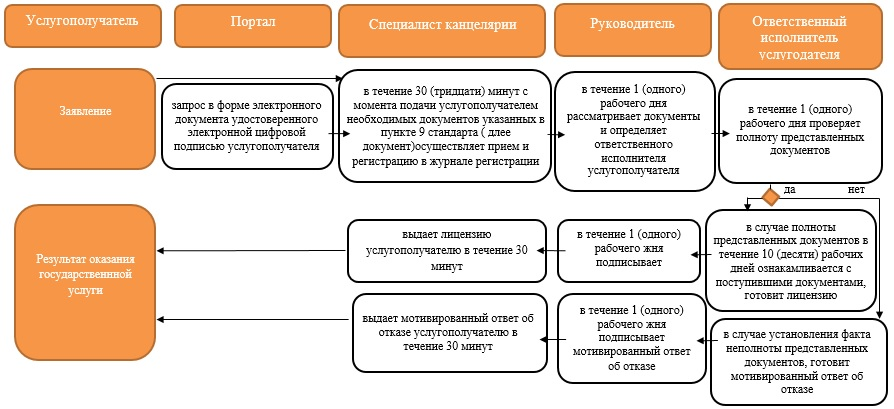 Услугополучатель
Портал
Специалист канцелярии
Руководитель
Ответственный
исполнитель
услугодателя
Заявление
запрос в форме электронного
документа удостоверенного
электронной цифровой
подписью услугополучателя
в течение 30 (тридцати) минут с
момента подачи услугополучателем
необходимых документов указанных в
пункте 9 стандарта ( длее
документ)осуществляет прием и
регистрацию в журнале регистрации
в течение 1 (одного)
рабочего дня
рассматривает документы
и определяет
ответственного
исполнителя
услугополучателя
в течение 1 (одного)
рабочего дня проверяет
полноту представленных
документов
да
нет
Результат оказания
государственной
услуги
выдает лицензию
услугополучателю в течение 30
минут
в течение 1 (одного)
рабочего жня
подписывает
в случае полноты
представленных документов в
течение 10 (десяти) рабочих
дней ознакамливается с
поступившими документами,
готовит лицензию
выдает мотивированный ответ об
отказе услугополучателю в
течение 30 минут
в течение 1 (одного)
рабочего жня
подписывает
мотивированный ответ
об отказе
в случае установления факта
неполноты представленных
документов, готовит
мотивированный ответ об
отказе